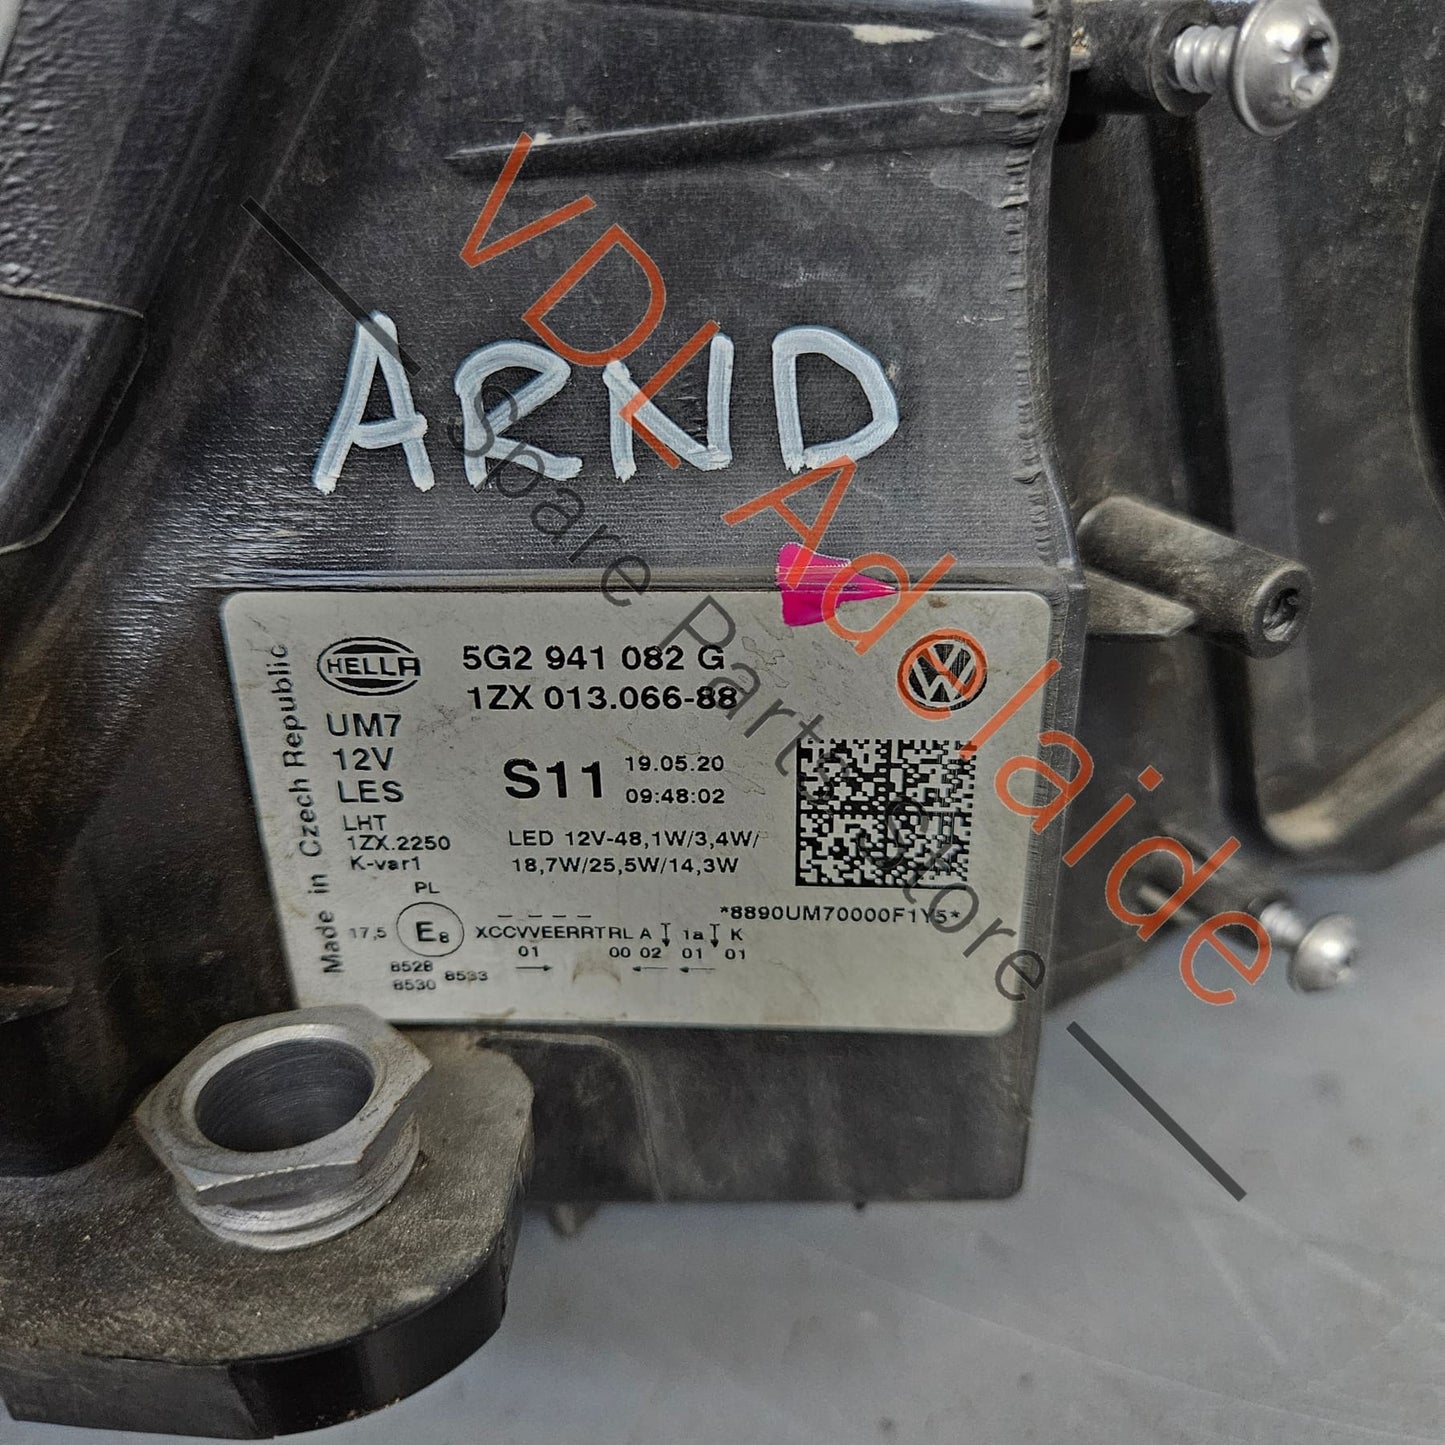 ARND
VDL Adelaide
Spare Parts Store
HELLA
5G2 941 082 G
1ZX 013.066-88
UM7
12V
LES
LHT
1ZX.2250
K-var1
S11
19.05.20
09:48:02
LED 12V-48,1W/3,4W/
18,7W/25,5W/14,3W
Made in Czech Republic
*8890UM70000F1Y5*
PL
17,5 E8 XCCVVEERRTRL A 1a K
01 00 02 01 01
8528 8533
8530